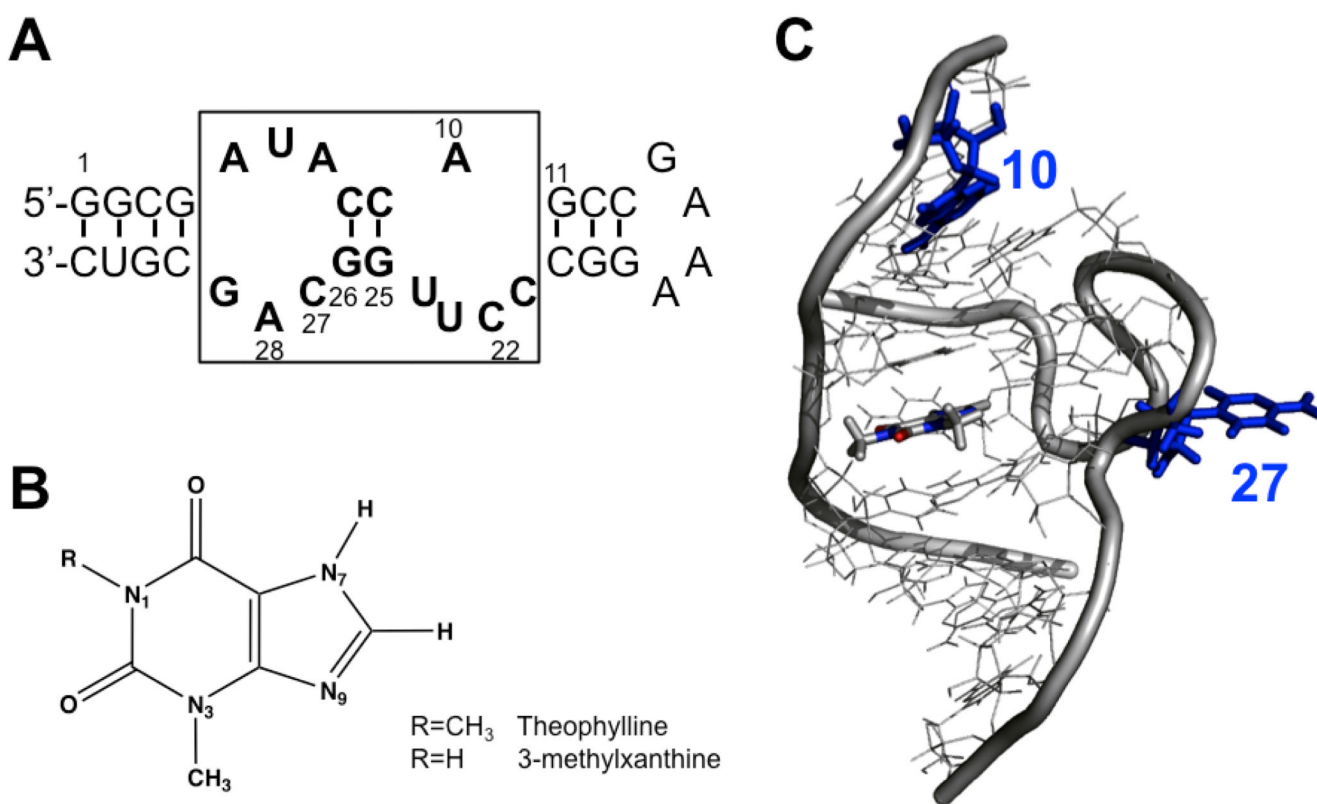 A
C
1
10
11
A U A A
G
5'-GGCG CC GCC A
3'-CUGC GG CGG A
G A C 26 25 U U C C A
27
28
22
10
27
B
O
H
R
N7
N1
H
O
N3
N9
CH3
R=CH3 Theophylline
R=H 3-methylxanthine